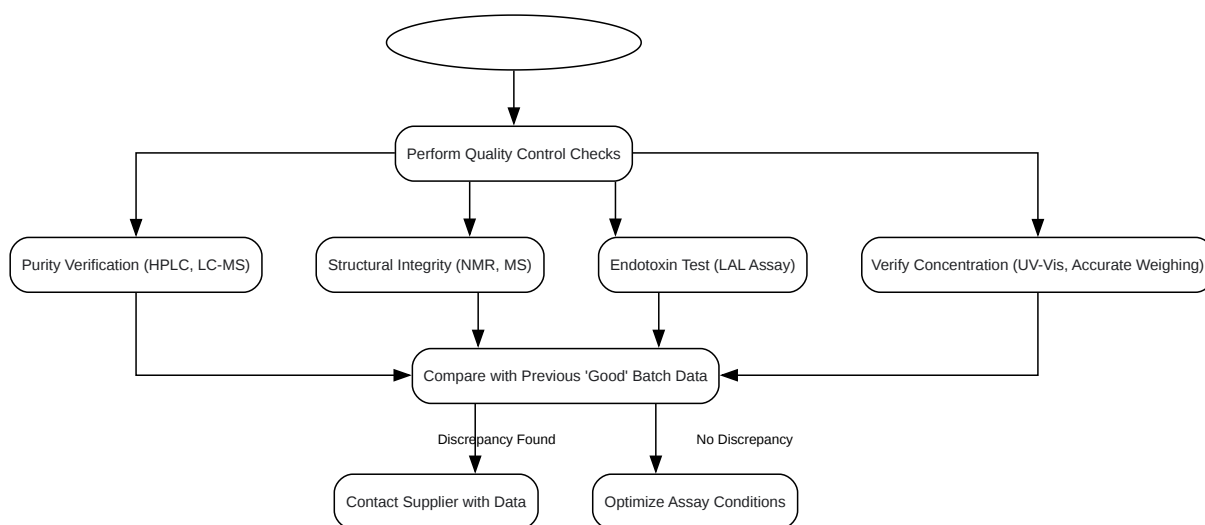 Perform Quality Control Checks
Purity Verification (HPLC, LC-MS)
Structural Integrity (NMR, MS)
Endotoxin Test (LAL Assay)
Verify Concentration (UV-Vis, Accurate Weighing)
Compare with Previous 'Good' Batch Data
Discrepancy Found
No Discrepancy
Contact Supplier with Data
Optimize Assay Conditions